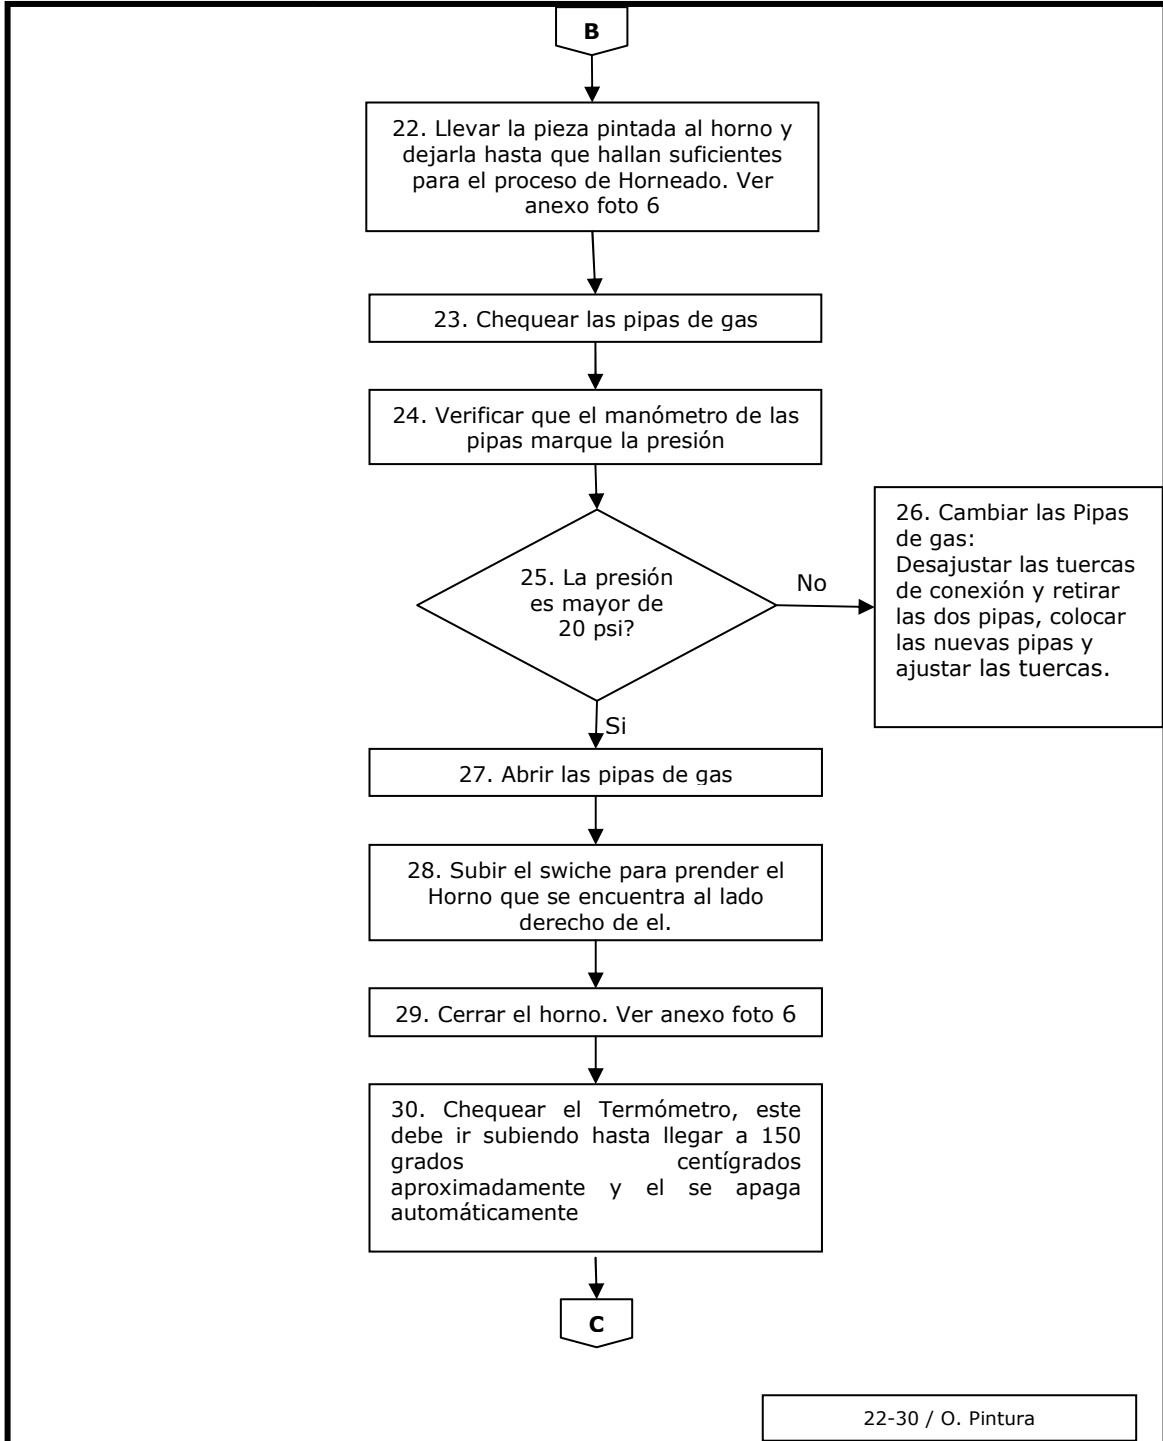 B
22. Llevar la pieza pintada al horno y
dejarla hasta que hallan suficientes
para el proceso de Horneado. Ver
anexo foto 6
23. Chequear las pipas de gas
24. Verificar que el manómetro de las
pipas marque la presión
25. La presión
es mayor de
20 psi?
No
26. Cambiar las Pipas
de gas:
Desajustar las tuercas
de conexión y retirar
las dos pipas, colocar
las nuevas pipas y
ajustar las tuercas.
Si
27. Abrir las pipas de gas
28. Subir el swiche para prender el
Horno que se encuentra al lado
derecho de el.
29. Cerrar el horno. Ver anexo foto 6
30. Chequear el Termómetro, este
debe ir subiendo hasta llegar a 150
grados centígrados
aproximadamente y el se apaga
automáticamente
C
22-30 / O. Pintura